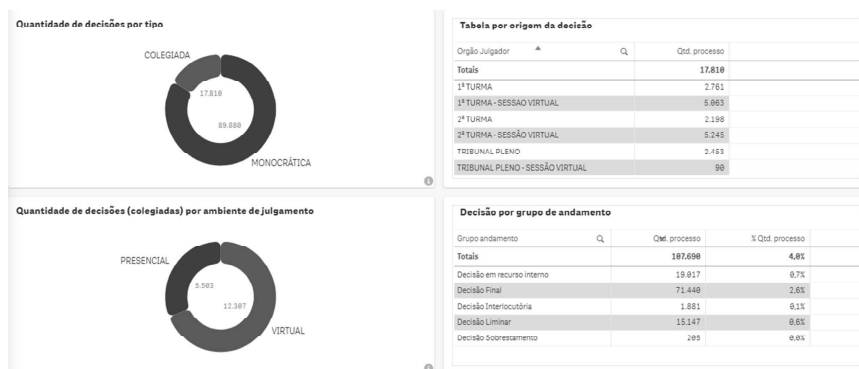 Quantidade de decisões por tipo
COLEGIADA
17.810
89.880
MONOCRÁTICA
Tabela por origem da decisão
Orgão Julgador Qtd. processo
Totais 17.810
1ª TURMA 2.761
1ª TURMA - SESSAO VIRTUAL 5.063
2ª TURMA 2.198
2ª TURMA - SESSÃO VIRTUAL 5.245
TRIBUNAL PLENO 2.453
TRIBUNAL PLENO - SESSÃO VIRTUAL 90
Quantidade de decisões (colegiadas) por ambiente de julgamento
PRESENCIAL
5.503
12.307
VIRTUAL
Decisão por grupo de andamento
Grupo andamento Qtd. processo % Qtd. processo
Totais 107.690 4,0%
Decisão em recurso interno 19.017 0,7%
Decisão Final 71.440 2,6%
Decisão Interlocutória 1.881 0,1%
Decisão Liminar 15.147 0,6%
Decisão Sobrestamento 205 0,0%